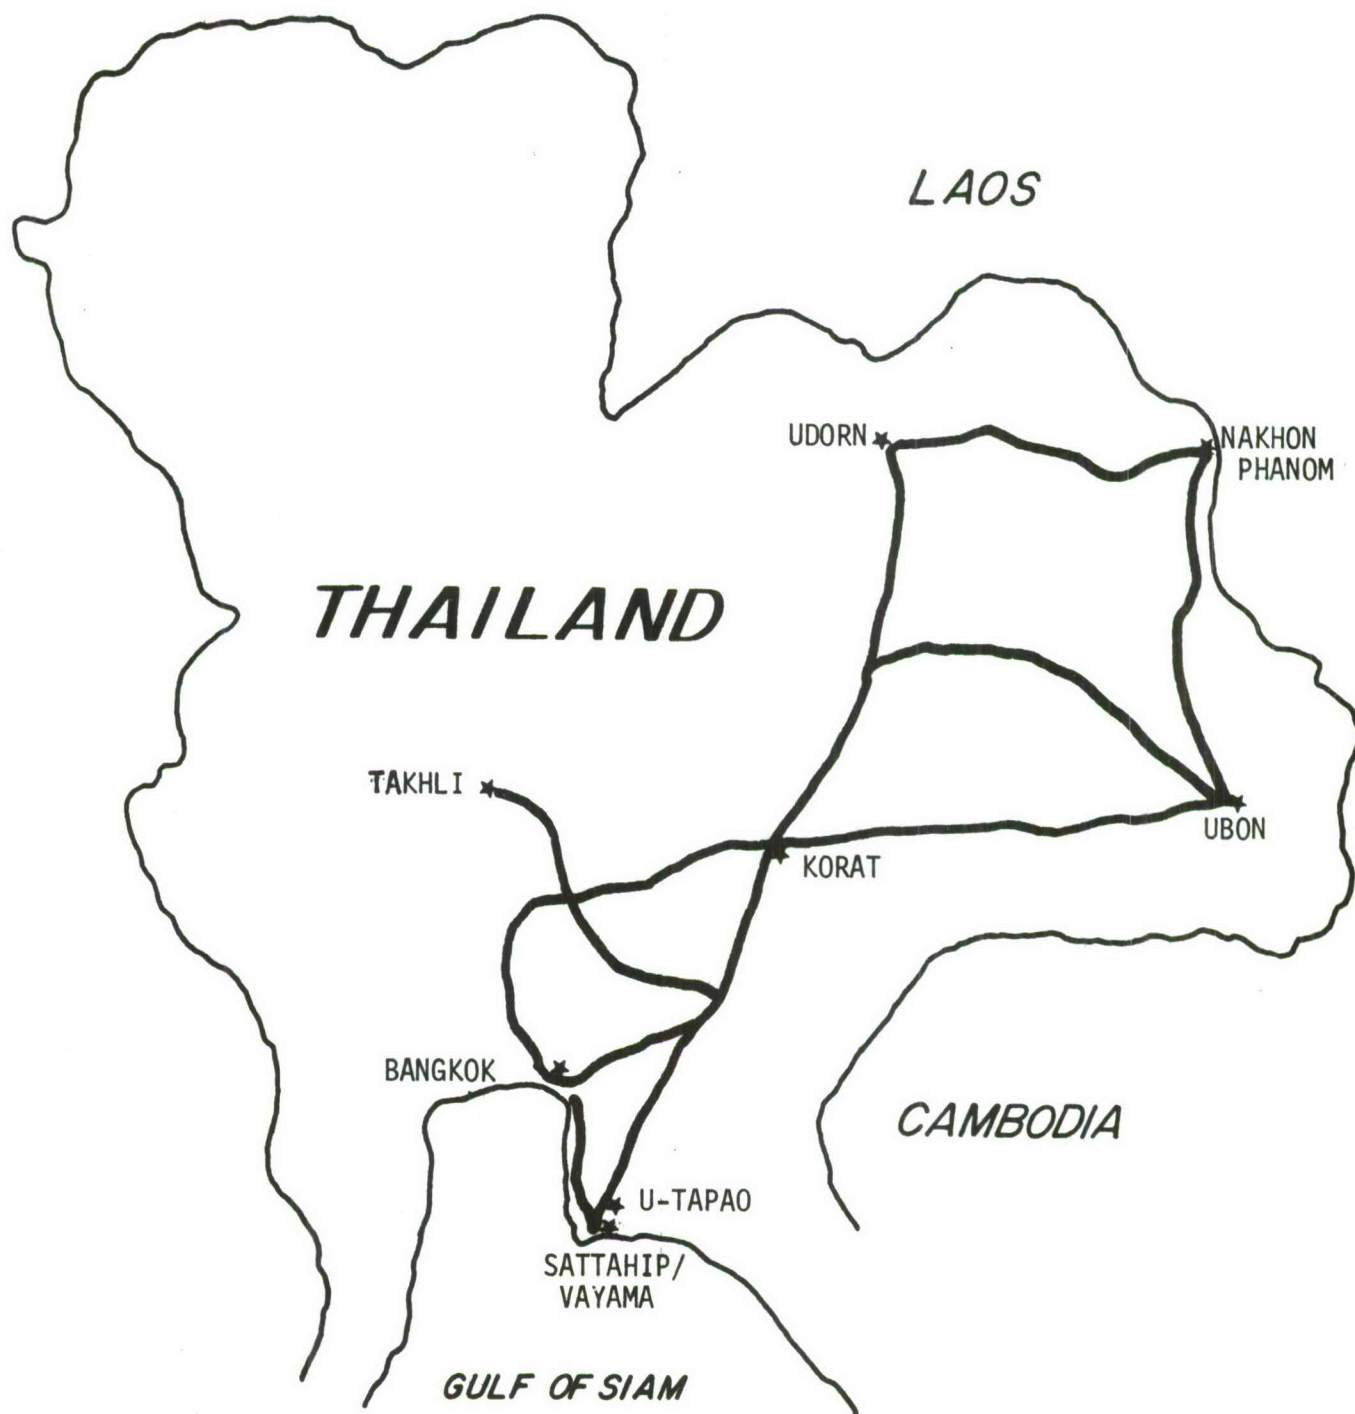 LAOS
UDORN
NAKHON
PHANOM
THAILAND
TAKHLI
UBON
KORAT
BANGKOK
CAMBODIA
U-TAPAO
SATTAHIP/
VAYAMA
GULF OF SIAM